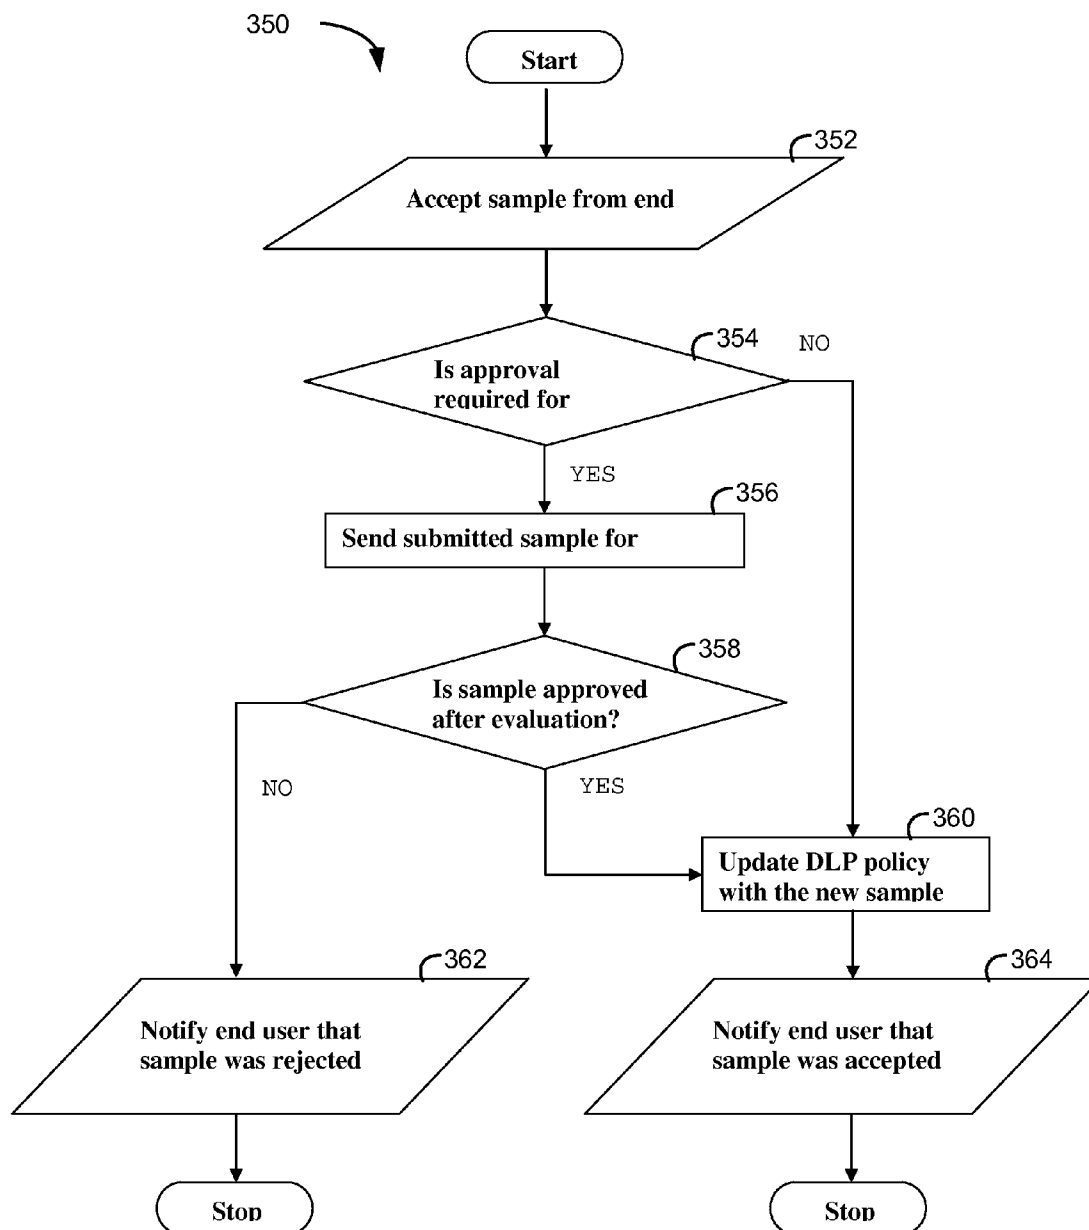 350
Start
352
Accept sample from end
354
NO
Is approval
required for
YES
356
Send submitted sample for
358
Is sample approved
after evaluation?
NO
YES
360
Update DLP policy
with the new sample
362
364
Notify end user that
sample was rejected
Notify end user that
sample was accepted
Stop
Stop